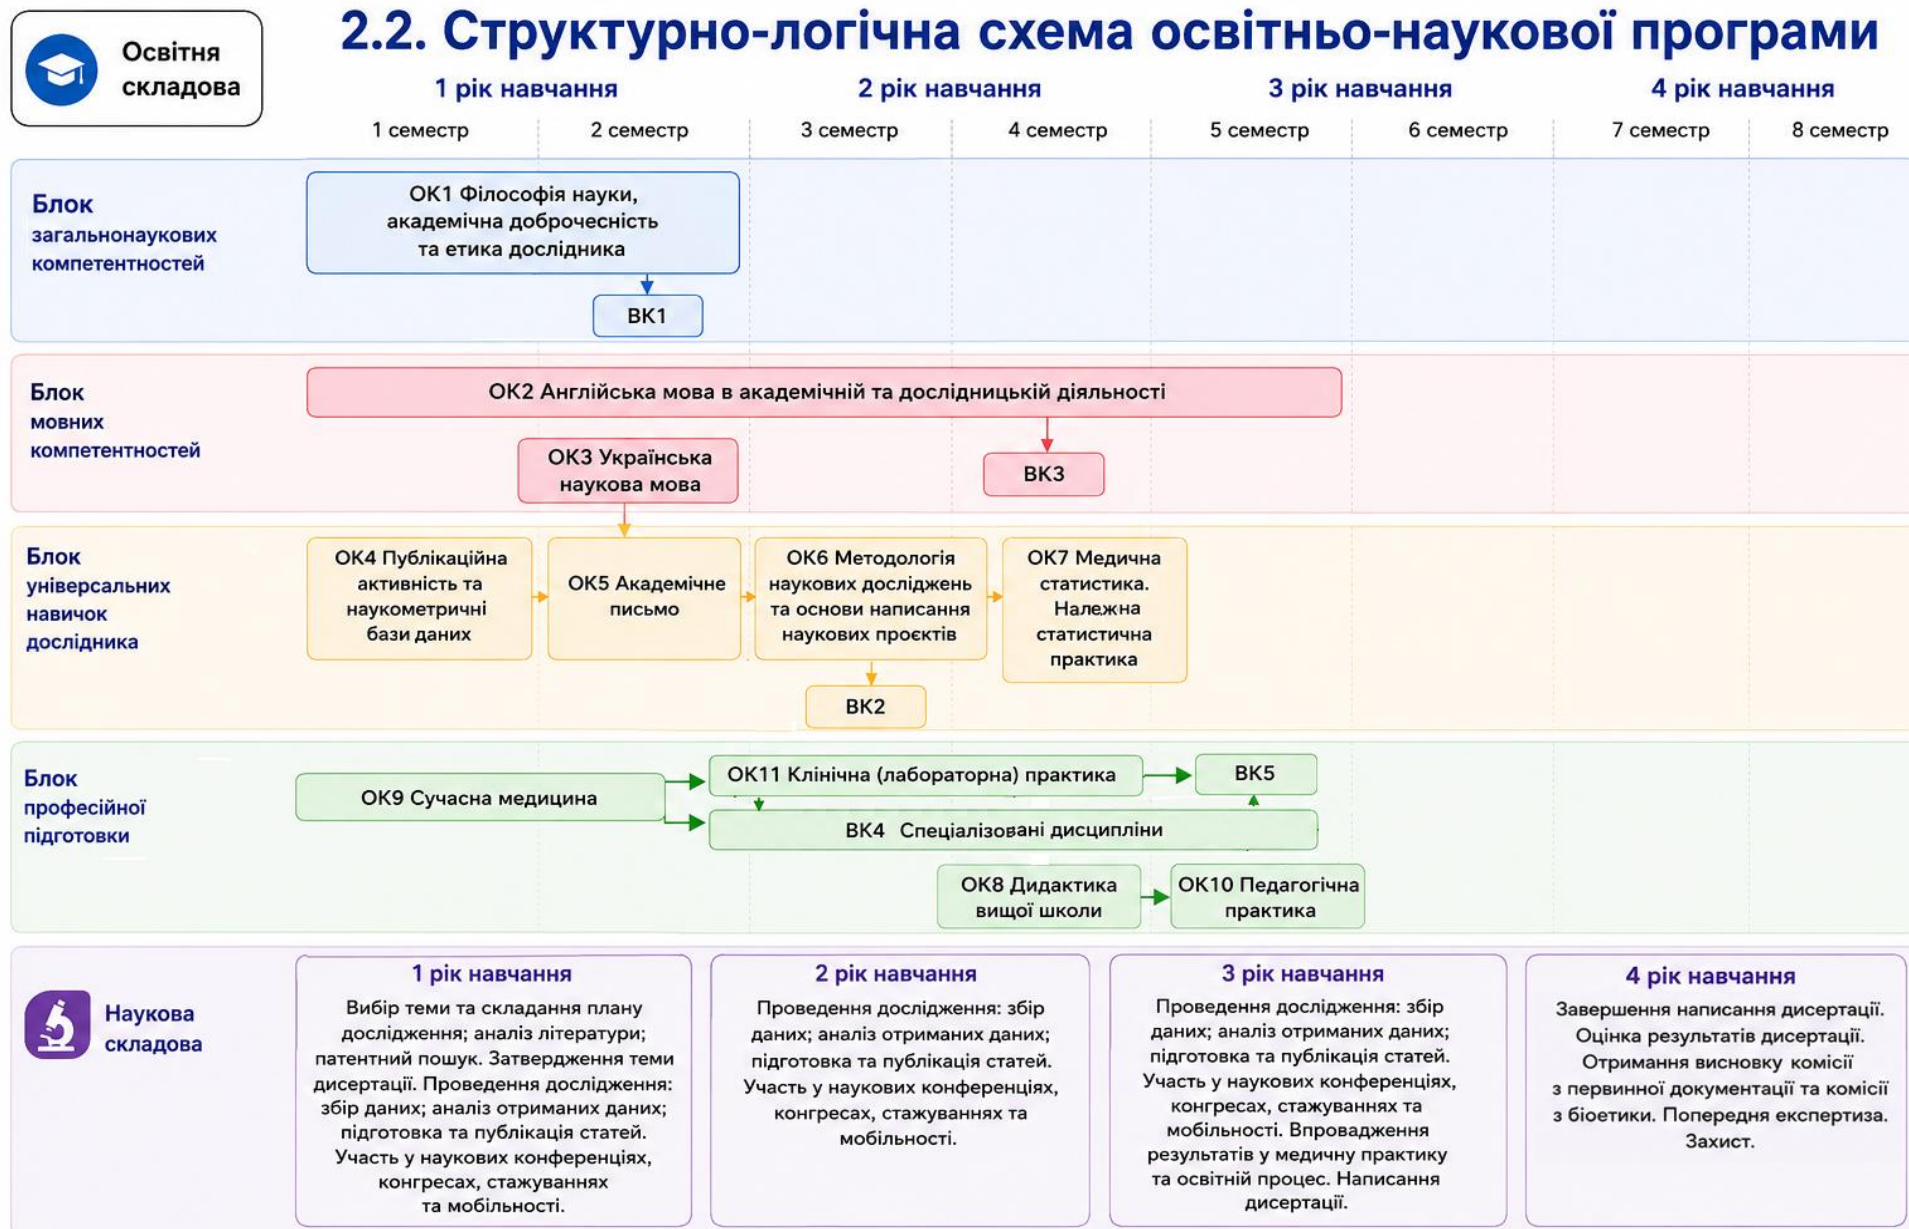 Освітня
складова
2.2. Структурно-логічна схема освітньо-наукової програми
1 рік навчання
2 рік навчання
3 рік навчання
4 рік навчання
1 семестр
2 семестр
3 семестр
4 семестр
5 семестр
6 семестр
7 семестр
8 семестр
Блок
загальнонаукових
компетентностей
ОК1 Філософія науки,
академічна доброчесність
та етика дослідника
ВК1
Блок
мовних
компетентностей
ОК2 Англійська мова в академічній та дослідницькій діяльності
ОК3 Українська
наукова мова
ВК3
Блок
універсальних
навичок
дослідника
ОК4 Публікаційна
активність та
наукометричні
бази даних
ОК5 Академічне
письмо
ОК6 Методологія
наукових досліджень
та основи написання
наукових проєктів
ОК7 Медична
статистика.
Належна
статистична
практика
ВК2
Блок
професійної
підготовки
ОК9 Сучасна медицина
ОК11 Клінічна (лабораторна) практика
ВК5
ВК4 Спеціалізовані дисципліни
ОК8 Дидактика
вищої школи
ОК10 Педагогічна
практика
Наукова
складова
1 рік навчання
Вибір теми та складання плану
дослідження; аналіз літератури;
патентний пошук. Затвердження теми
дисертації. Проведення дослідження:
збір даних; аналіз отриманих даних;
підготовка та публікація статей.
Участь у наукових конференціях,
конгресах, стажуваннях
та мобільності.
2 рік навчання
Проведення дослідження: збір
даних; аналіз отриманих даних;
підготовка та публікація статей.
Участь у наукових конференціях,
конгресах, стажуваннях та
мобільності.
3 рік навчання
Проведення дослідження: збір
даних; аналіз отриманих даних;
підготовка та публікація статей.
Участь у наукових конференціях,
конгресах, стажуваннях та
мобільності. Впровадження
результатів у медичну практику
та освітній процес. Написання
дисертації.
4 рік навчання
Завершення написання дисертації.
Оцінка результатів дисертації.
Отримання висновку комісії
з первинної документації та комісії
з біоетики. Попередня експертиза.
Захист.